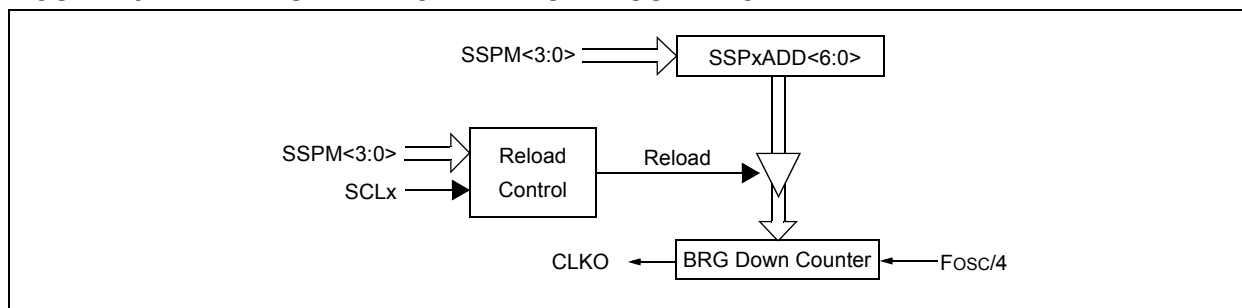 SSPM<3:0>
SSPxADD<6:0>
SSPM<3:0>
SCLx
Reload
Control
Reload
CLKO
BRG Down Counter
FOSC/4